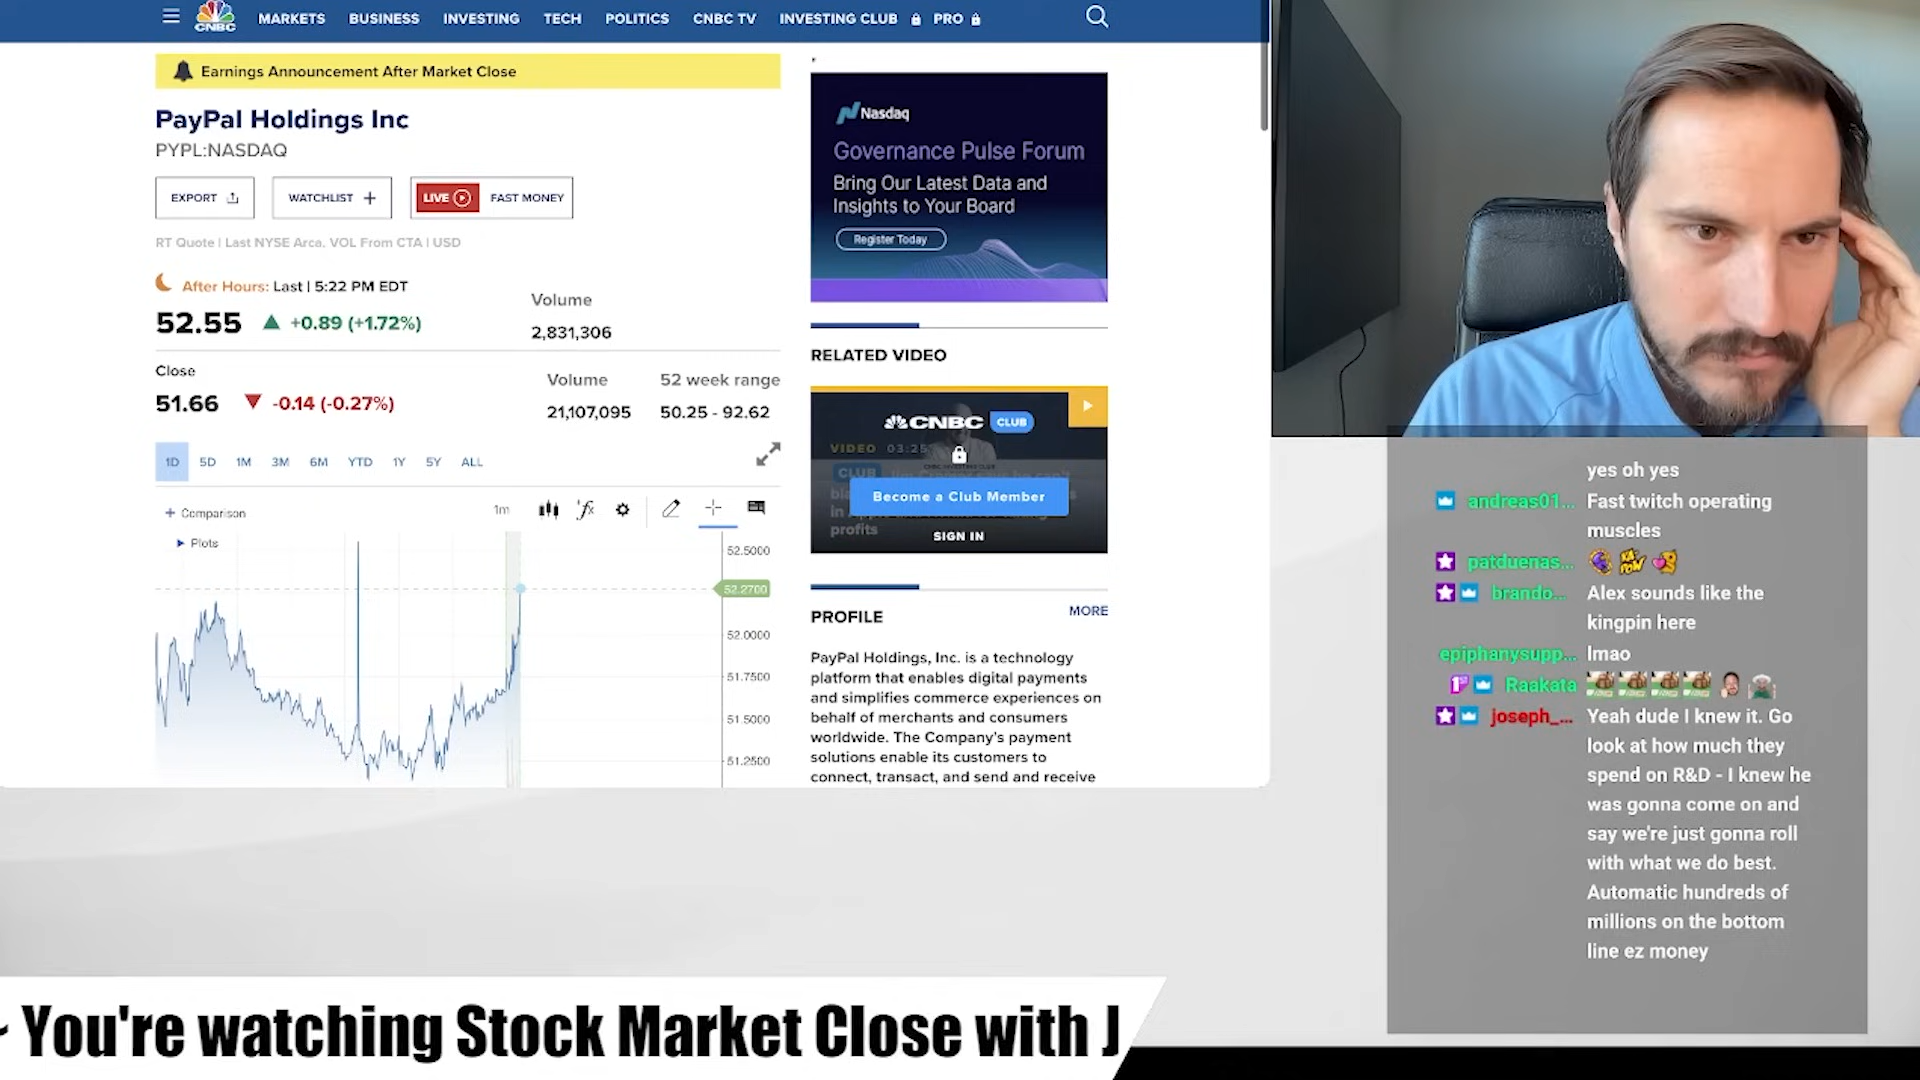 MARKETS BUSINESS INVESTING TECH POLITICS CNBC TV INVESTING CLUB PRO
CNBC
Earnings Announcement After Market Close
PayPal Holdings Inc
PYPL:NASDAQ
EXPORT WATCHLIST + LIVE FAST MONEY
RT Quote | Last NYSE Arca, VOL From CTA | USD
After Hours: Last | 5:22 PM EDT
Volume
52.55 +0.89 (+1.72%)
2,831,306
Close
Volume 52 week range
51.66 -0.14 (-0.27%)
21,107,095 50.25 - 92.62
1D 5D 1M 3M 6M YTD 1Y 5Y ALL
+ Comparison 1m
Plots
52.5000
52.2700
52.0000
51.7500
51.5000
51.2500
Nasdaq
Governance Pulse Forum
Bring Our Latest Data and
Insights to Your Board
Register Today
RELATED VIDEO
CNBC CLUB
VIDEO 03:25
CLUB
Become a Club Member
profits
SIGN IN
PROFILE MORE
PayPal Holdings, Inc. is a technology
platform that enables digital payments
and simplifies commerce experiences on
behalf of merchants and consumers
worldwide. The Company's payment
solutions enable its customers to
connect, transact, and send and receive
yes oh yes
andreas01... Fast twitch operating
muscles
patduenas...
brando... Alex sounds like the
kingpin here
epiphanysupp... lmao
Raakata
joseph_... Yeah dude I knew it. Go
look at how much they
spend on R&D - I knew he
was gonna come on and
say we're just gonna roll
with what we do best.
Automatic hundreds of
millions on the bottom
line ez money
You're watching Stock Market Close with J